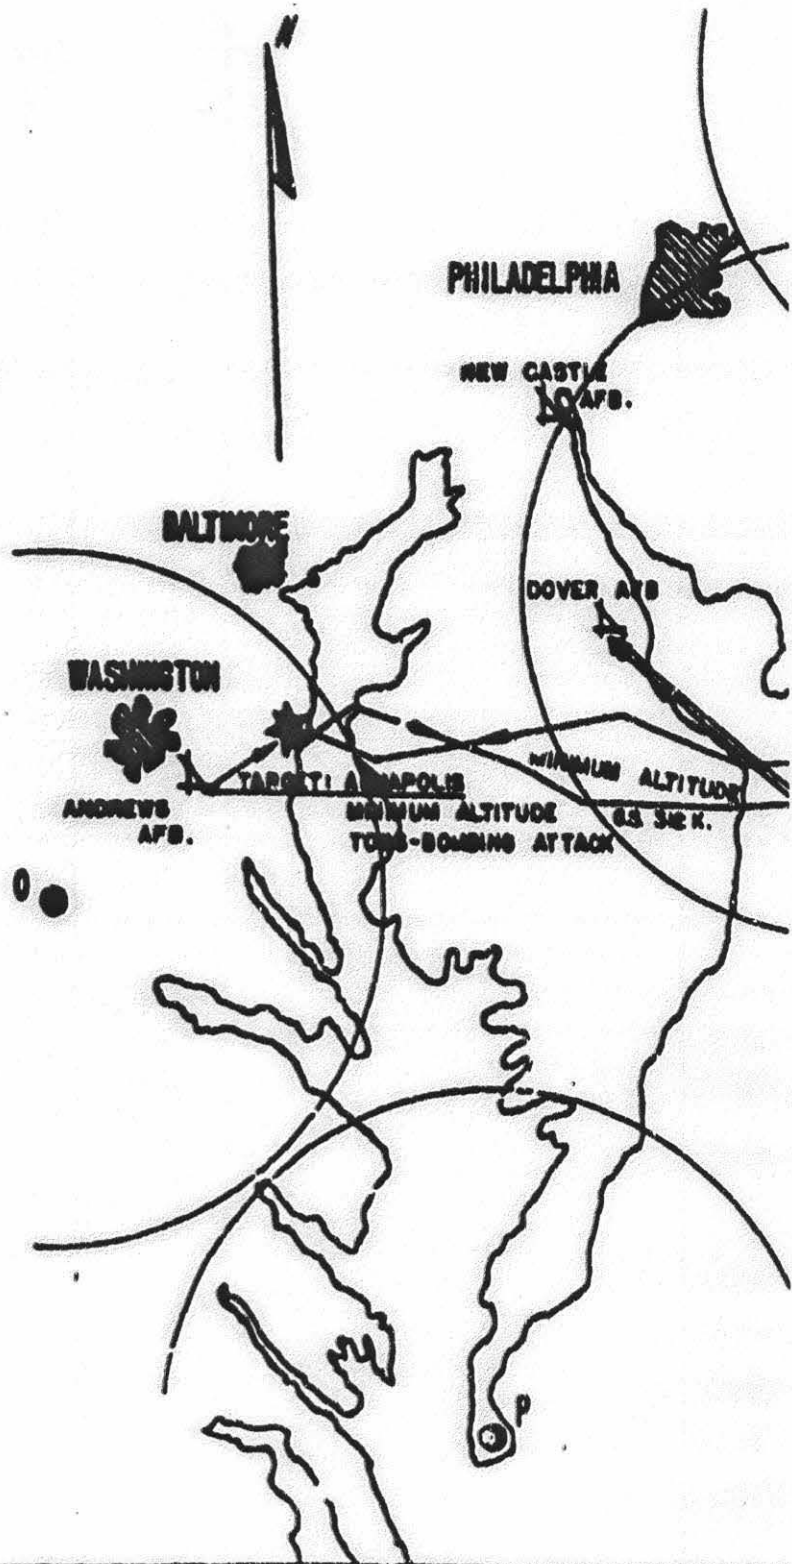 N
PHILADELPHIA
NEW CASTLE
AFB.
BALTIMORE
DOVER AFB
WASHINGTON
MINIMUM ALTITUDE
G.S. 312 K.
TARGET: ANNAPOLIS
MINIMUM ALTITUDE
TOSS-BOMBING ATTACK
ANDREWS
AFB.
O
P